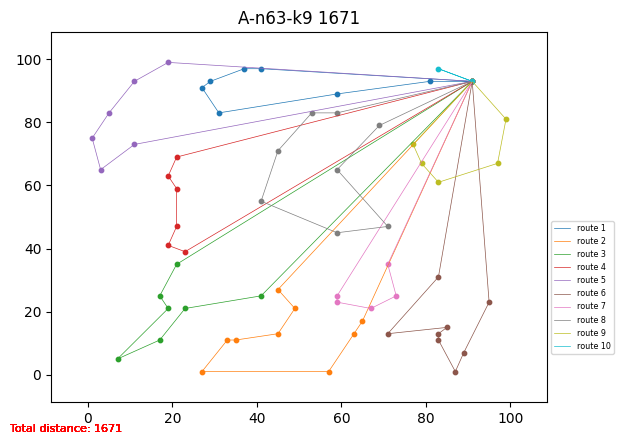 A-n63-k9 1671
100
80
60
40
20
0
0 20 40 60 80 100
route 1
route 2
route 3
route 4
route 5
route 6
route 7
route 8
route 9
route 10
Total distance: 1671